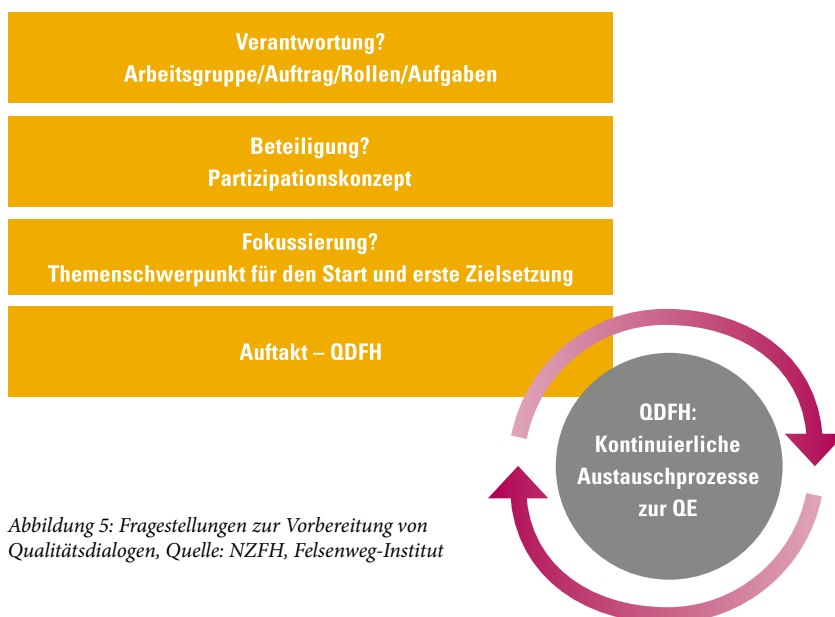 Verantwortung?
Arbeitsgruppe/Auftrag/Rollen/Aufgaben
Beteiligung?
Partizipationskonzept
Fokussierung?
Themenschwerpunkt für den Start und erste Zielsetzung
Auftakt – QDFH
QDFH:
Kontinuierliche
Austauschprozesse
zur QE
Abbildung 5: Fragestellungen zur Vorbereitung von
Qualitätsdialogen, Quelle: NZFH, Felsenweg-Institut